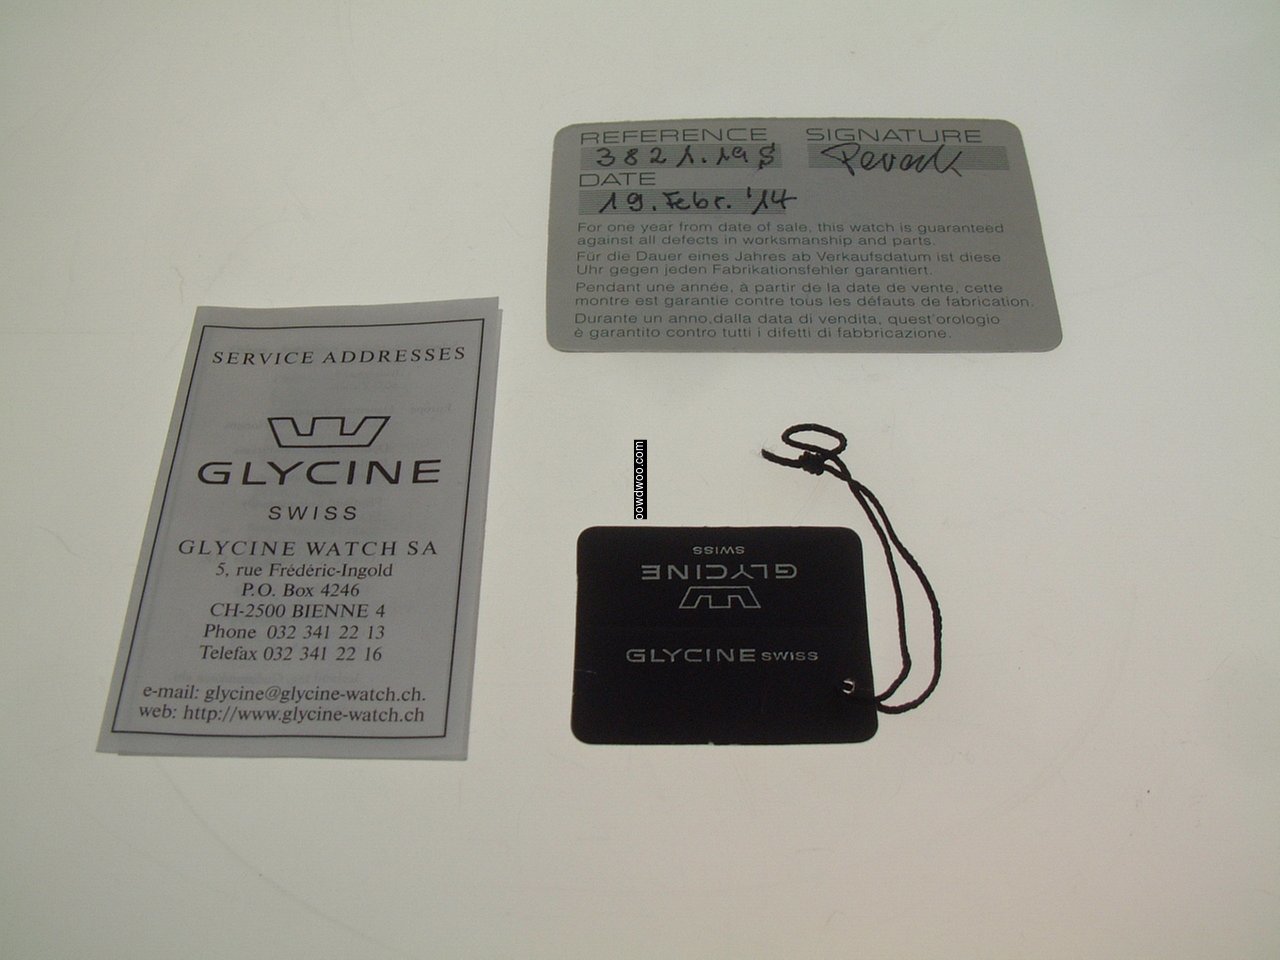 REFERENCE
3821.19
SIGNATURE
DATE
19. Febr. '14
For one year from date of sale, this watch is guaranteed
against all defects in worksmanship and parts.
Für die Dauer eines Jahres ab Verkaufsdatum ist diese
Uhr gegen jeden Fabrikationsfehler garantiert.
Pendant une année, à partir de la date de vente, cette
montre est garantie contre tous les défauts de fabrication.
Durante un anno,dalla data di vendita, quest'orologio
è garantito contro tutti i difetti di fabbricazione.
SERVICE ADDRESSES
GLYCINE
SWISS
GLYCINE WATCH SA
5, rue Frédéric-Ingold
P.O. Box 4246
CH-2500 BIENNE 4
Phone 032 341 22 13
Telefax 032 341 22 16
e-mail: glycine@glycine-watch.ch.
web: http://www.glycine-watch.ch
powdwoo.com
GLYCINE
SWISS
GLYCINE SWISS